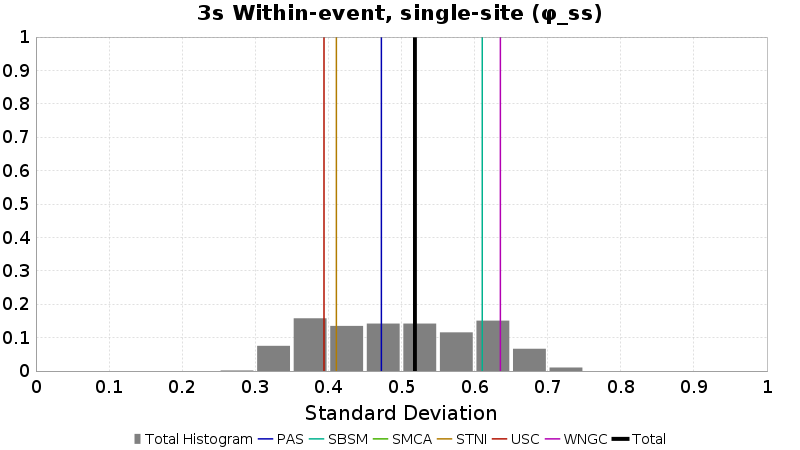 3s Within-event, single-site (φ_ss)
1
0.9
0.8
0.7
0.6
0.5
0.4
0.3
0.2
0.1
0
0 0.1 0.2 0.3 0.4 0.5 0.6 0.7 0.8 0.9 1
Standard Deviation
Total Histogram PAS SBSM SMCA STNI USC WNGC Total